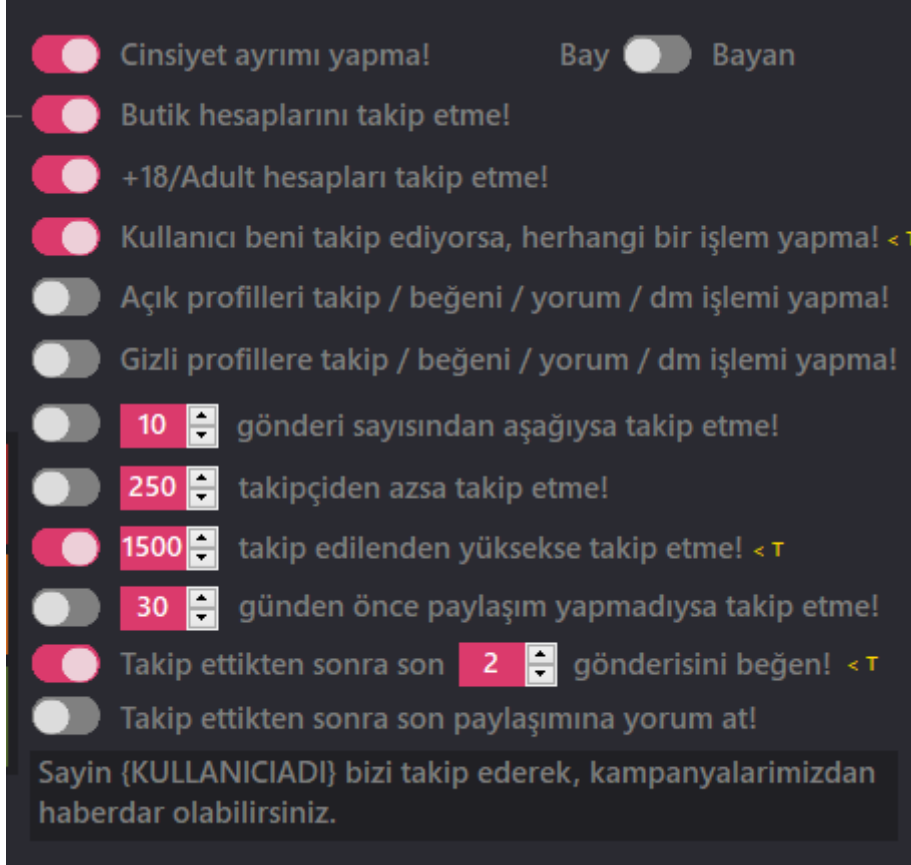 Cinsiyet ayrımı yapma! Bay Bayan
Butik hesaplarını takip etme!
+18/Adult hesapları takip etme!
Kullanıcı beni takip ediyorsa, herhangi bir işlem yapma! < T
Açık profilleri takip / beğeni / yorum / dm işlemi yapma!
Gizli profillere takip / beğeni / yorum / dm işlemi yapma!
10 gönderi sayısından aşağıysa takip etme!
250 takipçiden azsa takip etme!
1500 takip edilenden yüksekse takip etme! < T
30 günden önce paylaşım yapmadıysa takip etme!
Takip ettikten sonra son 2 gönderisini beğen! < T
Takip ettikten sonra son paylaşımına yorum at!
Sayin {KULLANICIADI} bizi takip ederek, kampanyalarimizdan
haberdar olabilirsiniz.